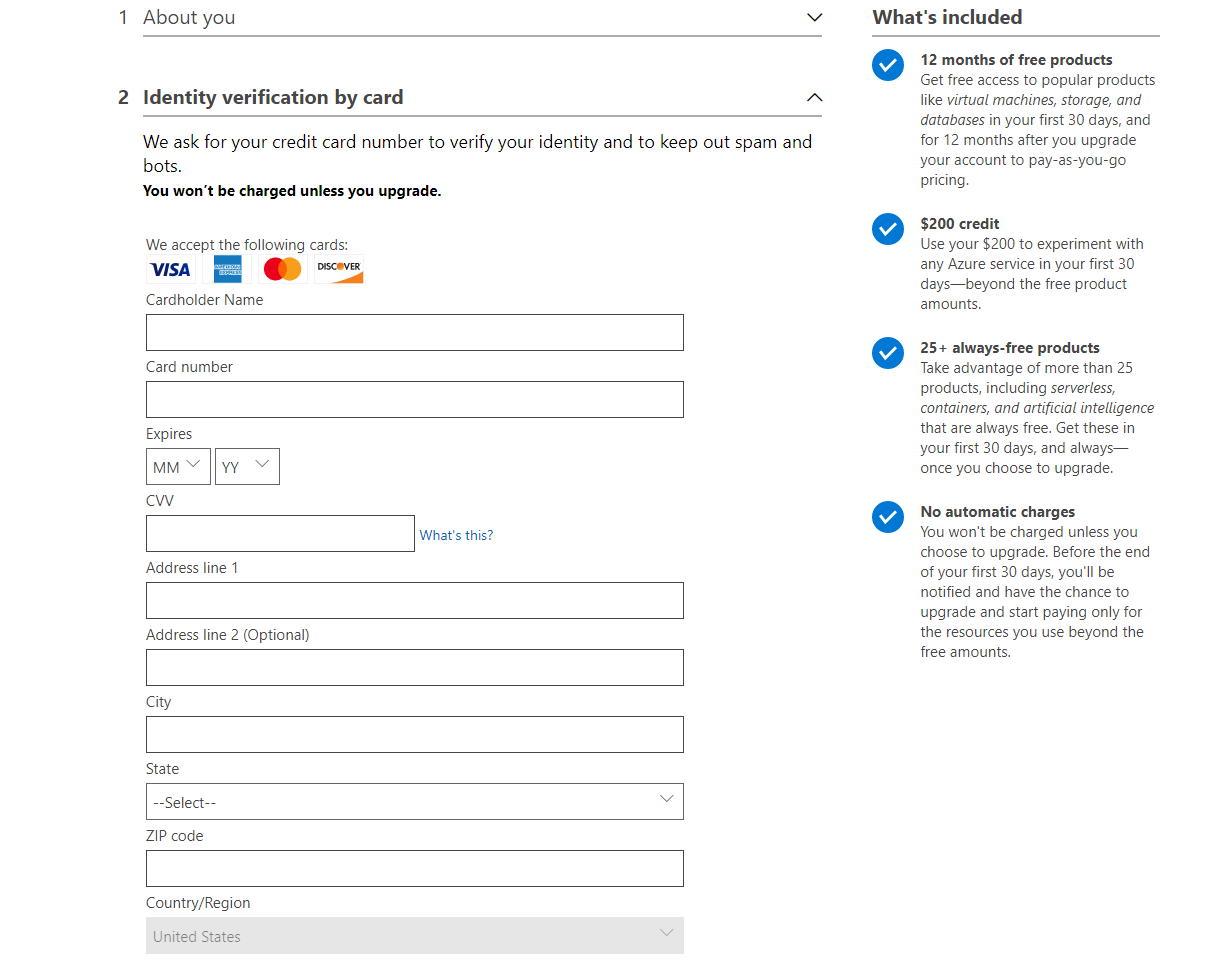 1 About you
2 Identity verification by card
We ask for your credit card number to verify your identity and to keep out spam and
bots.
You won't be charged unless you upgrade.
We accept the following cards:
VISA AMERICAN EXPRESS DISCOVER
Cardholder Name
Card number
Expires
MM YY
CVV
What's this?
Address line 1
Address line 2 (Optional)
City
State
--Select--
ZIP code
Country/Region
United States
What's included
12 months of free products
Get free access to popular products
like virtual machines, storage, and
databases in your first 30 days, and
for 12 months after you upgrade
your account to pay-as-you-go
pricing.
$200 credit
Use your $200 to experiment with
any Azure service in your first 30
days—beyond the free product
amounts.
25+ always-free products
Take advantage of more than 25
products, including serverless,
containers, and artificial intelligence
that are always free. Get these in
your first 30 days, and always—
once you choose to upgrade.
No automatic charges
You won't be charged unless you
choose to upgrade. Before the end
of your first 30 days, you'll be
notified and have the chance to
upgrade and start paying only for
the resources you use beyond the
free amounts.